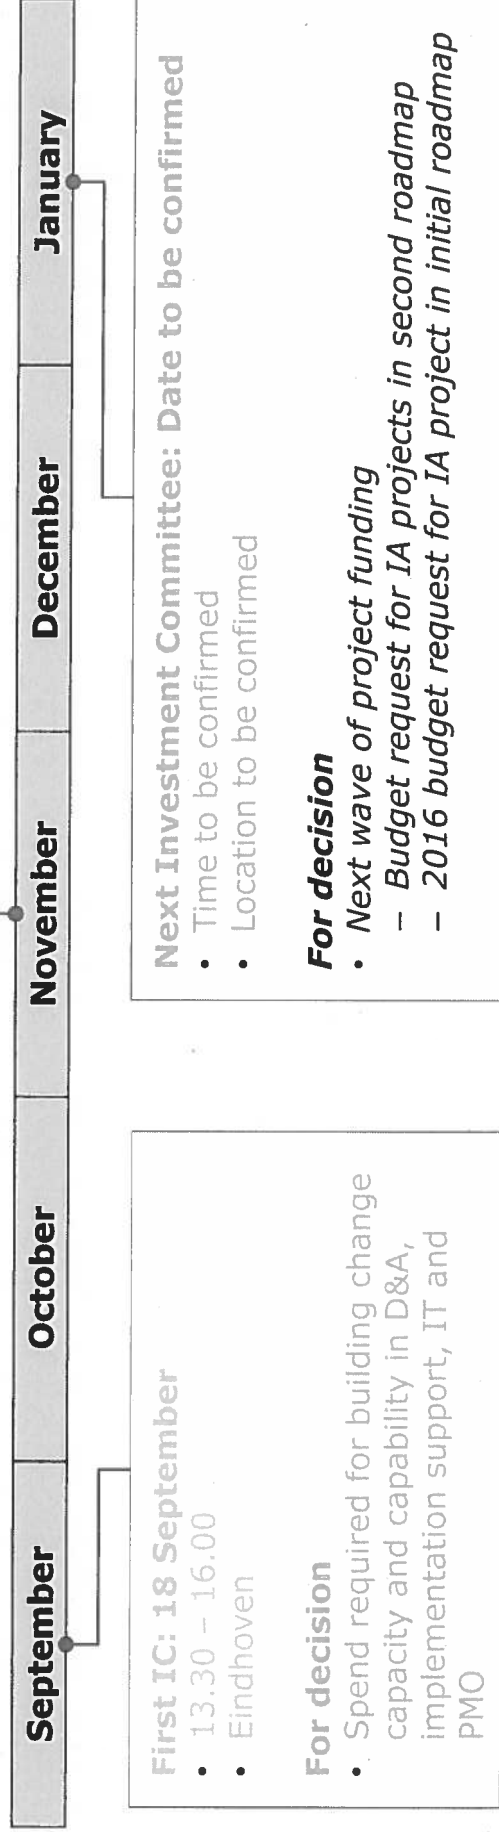 September
October
November
December
January
First IC: 18 September
• 13.30 – 16.00
• Eindhoven
For decision
• Spend required for building change
capacity and capability in D&A,
implementation support, IT and
PMO
Next Investment Committee: Date to be confirmed
• Time to be confirmed
• Location to be confirmed
For decision
• Next wave of project funding
– Budget request for IA projects in second roadmap
– 2016 budget request for IA project in initial roadmap